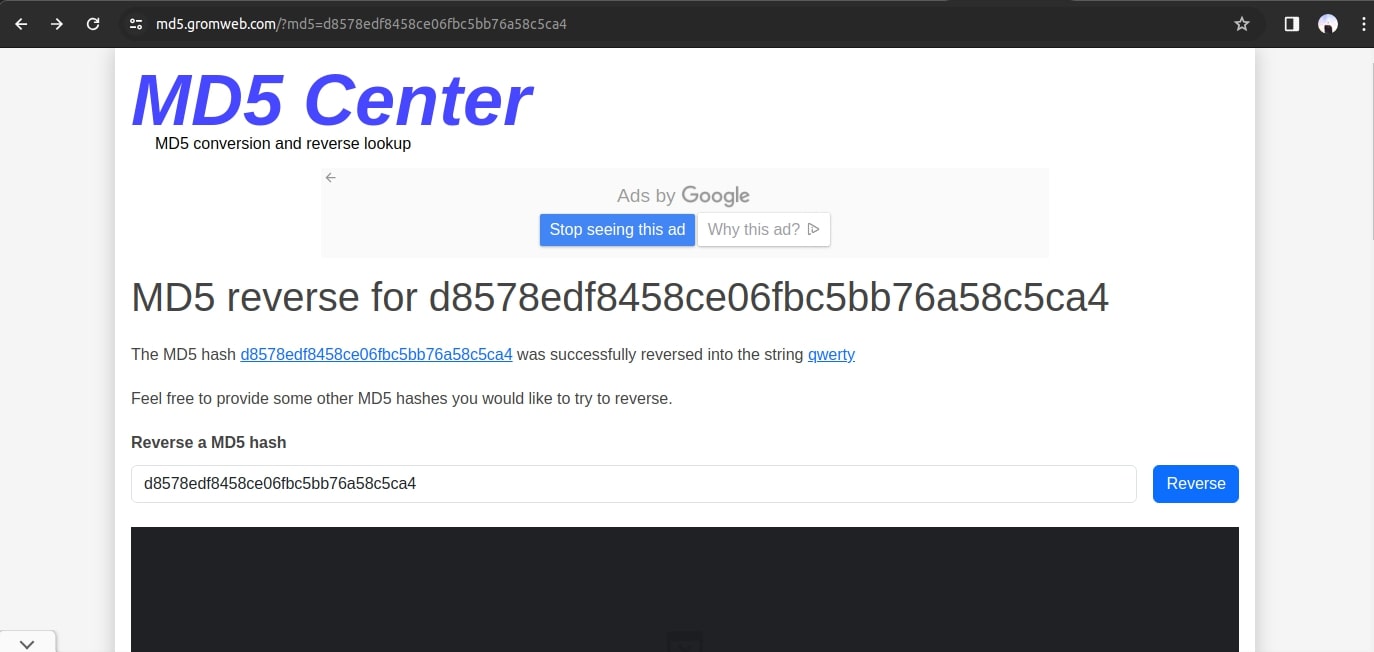 md5.gromweb.com/?md5=d8578edf8458ce06fbc5bb76a58c5ca4
MD5 Center
MD5 conversion and reverse lookup
Ads by Google
Stop seeing this ad Why this ad?
MD5 reverse for d8578edf8458ce06fbc5bb76a58c5ca4
The MD5 hash d8578edf8458ce06fbc5bb76a58c5ca4 was successfully reversed into the string qwerty
Feel free to provide some other MD5 hashes you would like to try to reverse.
Reverse a MD5 hash
d8578edf8458ce06fbc5bb76a58c5ca4 Reverse